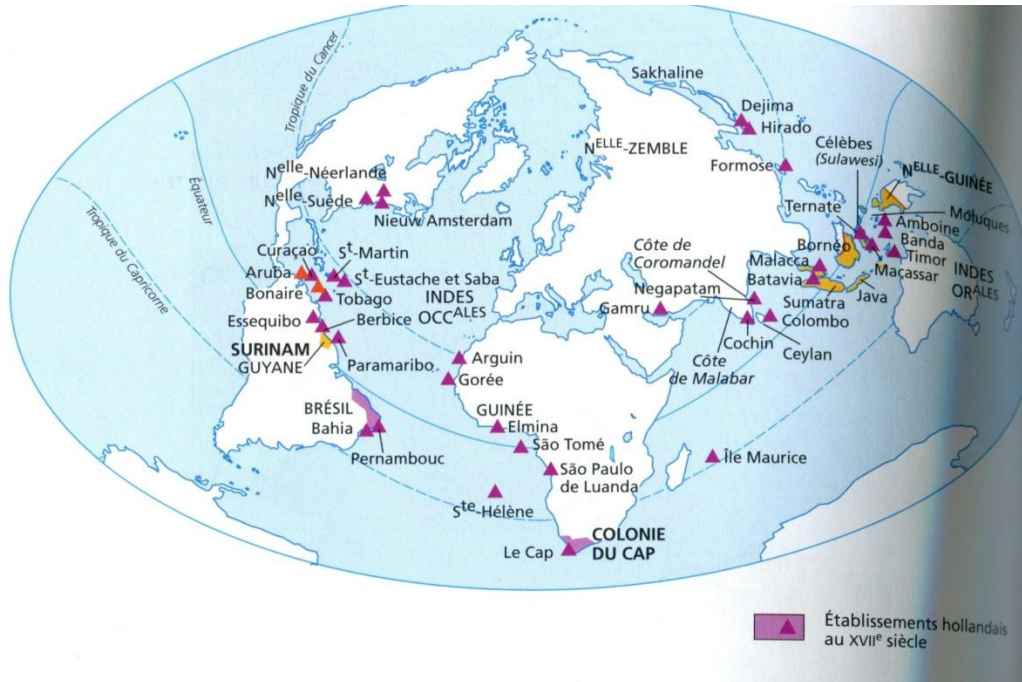 Tropique du Cancer
Équateur
Tropique du Capricorne
Sakhaline
Dejima
Hirado
Nelle-ZEMBLE
Formose
Célèbes
(Sulawesi)
Nelle-GUINÉE
Ternate
Moluques
Amboine
Banda
Timor
Bornéo
Malacca
Batavia
Macassar
INDES
ORALES
Sumatra
Java
Côte de
Coromandel
Negapatam
Gamru
Colombo
Cochin
Ceylan
Côte
de Malabar
Nelle-Néerlande
Nelle-Suède
Nieuw Amsterdam
Curaçao
St-Martin
Aruba
St-Eustache et Saba
Bonaire
Tobago
INDES
OCCALES
Essequibo
Berbice
SURINAM
GUYANE
Paramaribo
Arguin
Gorée
BRÉSIL
Bahia
Pernambouc
GUINÉE
Elmina
São Tomé
São Paulo
de Luanda
Île Maurice
Ste-Hélène
COLONIE
DU CAP
Le Cap
Établissements hollandais
au XVIIe siècle